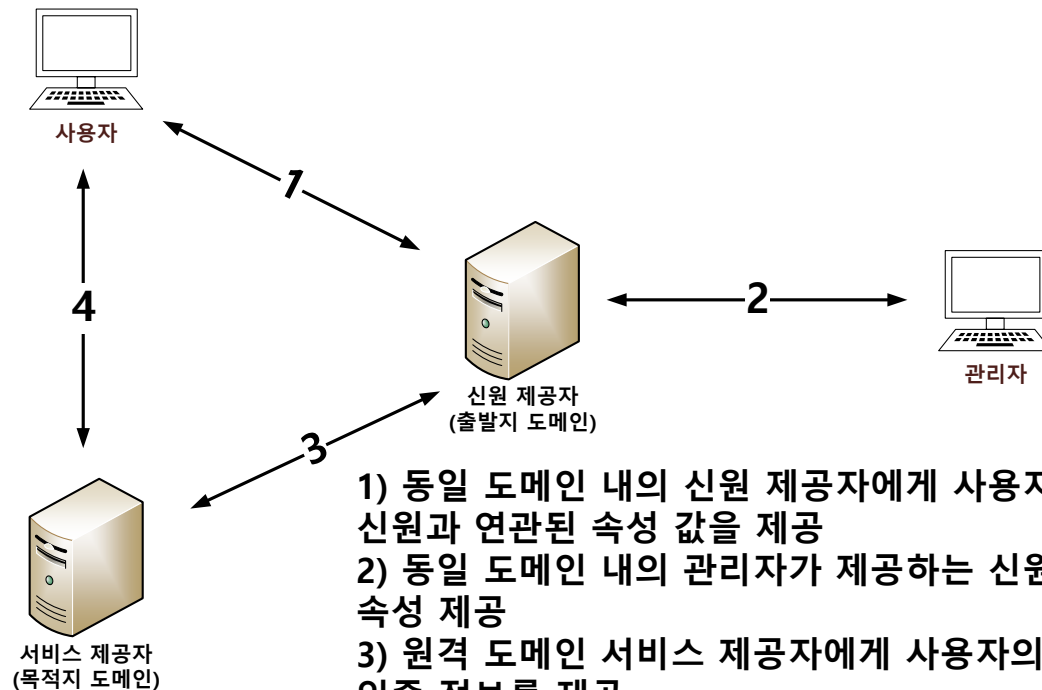 사용자
1
4
2
신원 제공자
(출발지 도메인)
관리자
3
1) 동일 도메인 내의 신원 제공자에게
신원과 연관된 속성 값을 제공
2) 동일 도메인 내의 관리자가 제공하는
속성 제공
3) 원격 도메인 서비스 제공자에게 사용자의
서비스 제공자
(목적지 도메인)